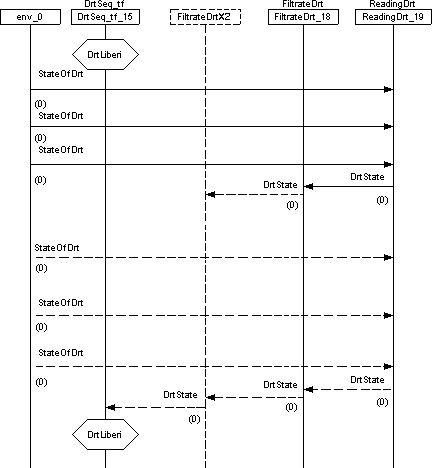 DrtSeq_tf FiltrateDrt ReadingDrt
env_0 DrtSeq_tf_15 FiltrateDrtXZ FiltrateDrt_18 ReadingDrt_19
DrtLiberi
StateOfDrt
(0)
StateOfDrt
(0)
StateOfDrt
(0)
DrtState
(0)
DrtState
(0)
StateOfDrt
(0)
StateOfDrt
(0)
StateOfDrt
(0)
DrtState
(0)
DrtState
(0)
DrtState
(0)
DrtLiberi